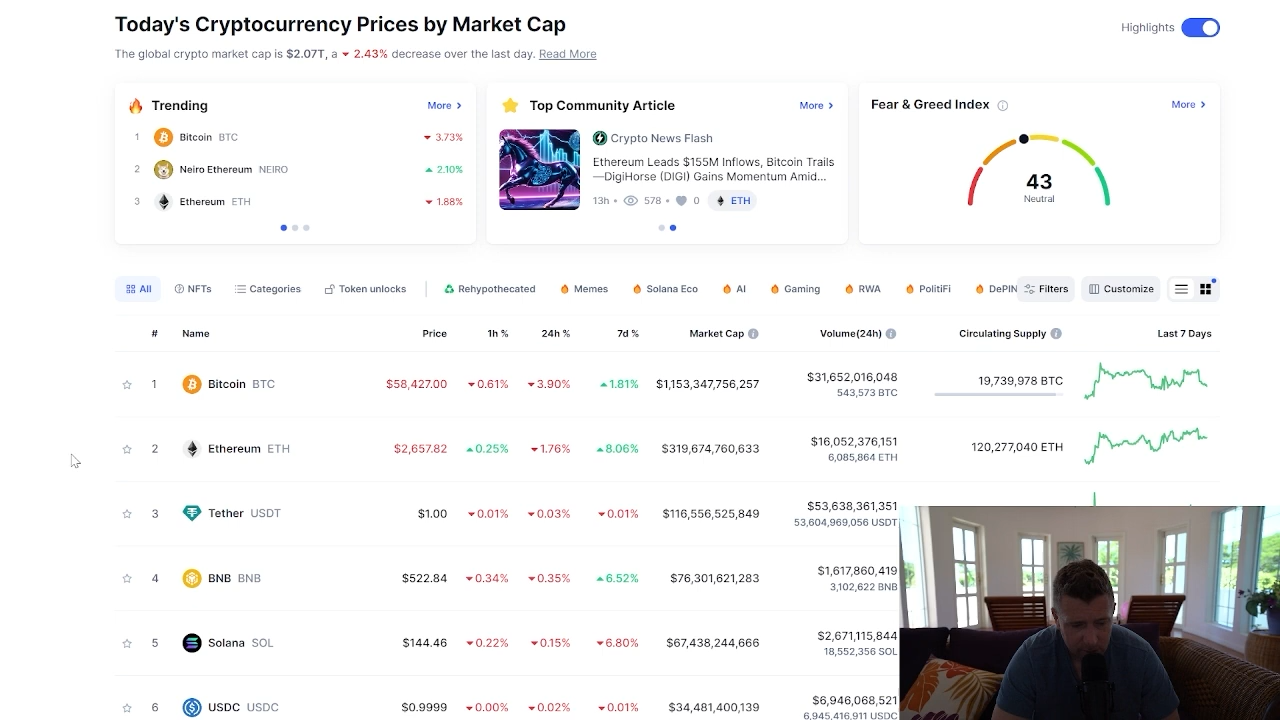 Today's Cryptocurrency Prices by Market Cap
Highlights
The global crypto market cap is $2.07T, a 2.43% decrease over the last day. Read More
Trending
More
1 Bitcoin BTC 3.73%
2 Neiro Ethereum NEIRO 2.10%
3 Ethereum ETH 1.88%
Top Community Article
More
Crypto News Flash
Ethereum Leads $155M Inflows, Bitcoin Trails
—DigiHorse (DIGI) Gains Momentum Amid...
13h • 578 • 0 ETH
Fear & Greed Index
More
43
Neutral
All NFTs Categories Token unlocks Rehypothecated Memes Solana Eco AI Gaming RWA PolitiFi DePIN Filters Customize
# Name Price 1h % 24h % 7d % Market Cap Volume(24h) Circulating Supply Last 7 Days
1 Bitcoin BTC $58,427.00 0.61% 3.90% 1.81% $1,153,347,756,257 $31,652,016,048 19,739,978 BTC
543,573 BTC
2 Ethereum ETH $2,657.82 0.25% 1.76% 8.06% $319,674,760,633 $16,052,376,151 120,277,040 ETH
6,085,864 ETH
3 Tether USDT $1.00 0.01% 0.03% 0.01% $116,556,525,849 $53,638,361,351
53,604,969,056 USDT
4 BNB BNB $522.84 0.34% 0.35% 6.52% $76,301,621,283 $1,617,860,419
3,102,622 BNB
5 Solana SOL $144.46 0.22% 0.15% 6.80% $67,438,244,666 $2,671,115,844
18,552,356 SOL
6 USDC USDC $0.9999 0.00% 0.02% 0.01% $34,481,400,139 $6,946,068,521
6,945,416,911 USDC